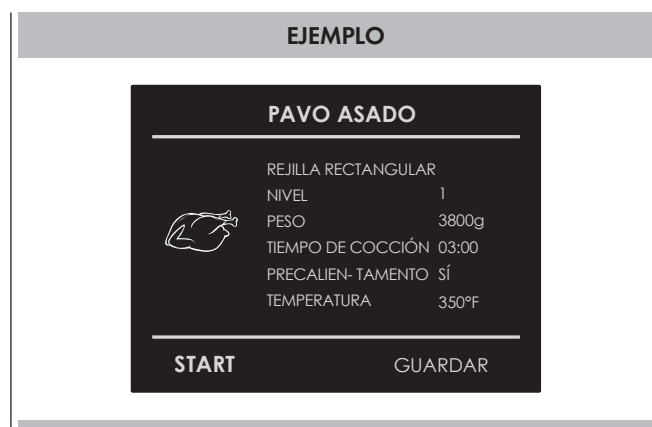 EJEMPLO
PAVO ASADO
REJILLA RECTANGULAR
NIVEL 1
PESO 3800g
TIEMPO DE COCCIÓN 03:00
PRECALIEN- TAMENTO SÍ
TEMPERATURA 350°F
START GUARDAR